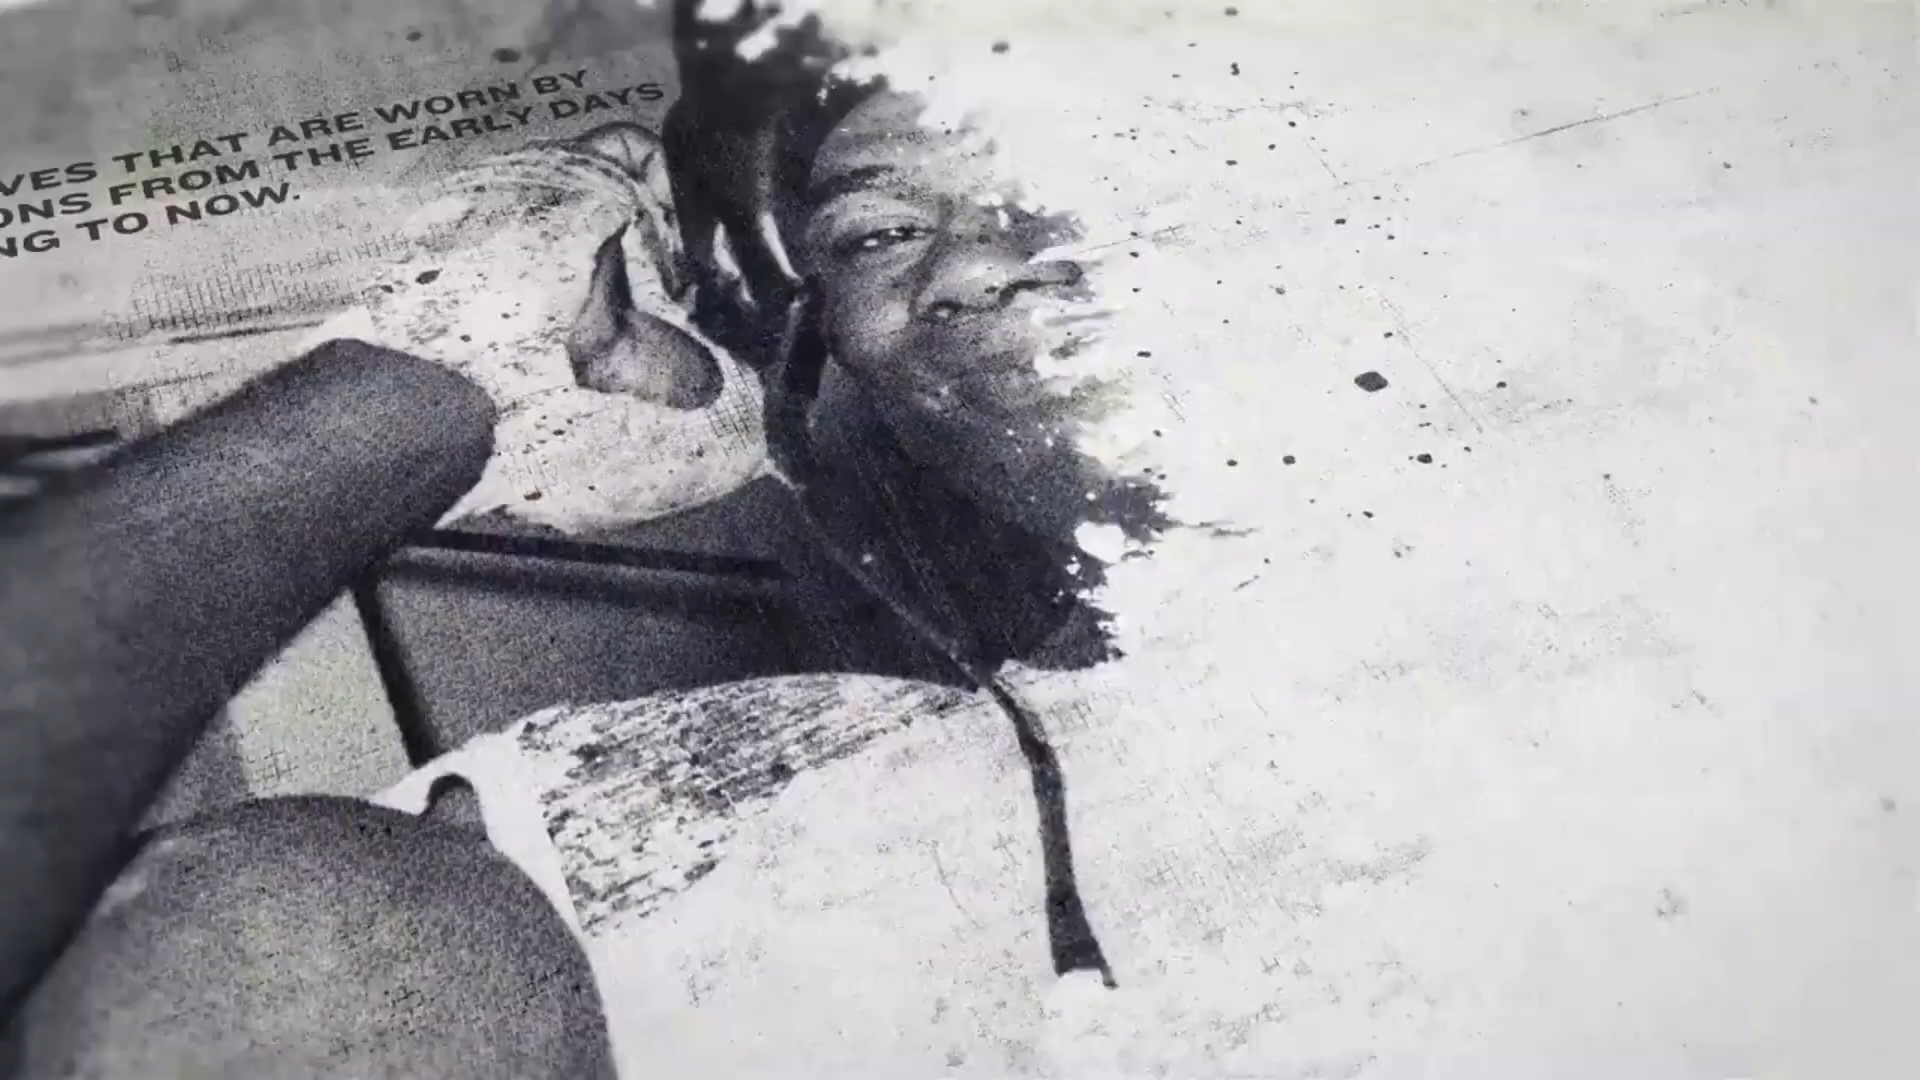 VES THAT ARE WORN BY
ONS FROM THE EARLY DAYS
NG TO NOW.